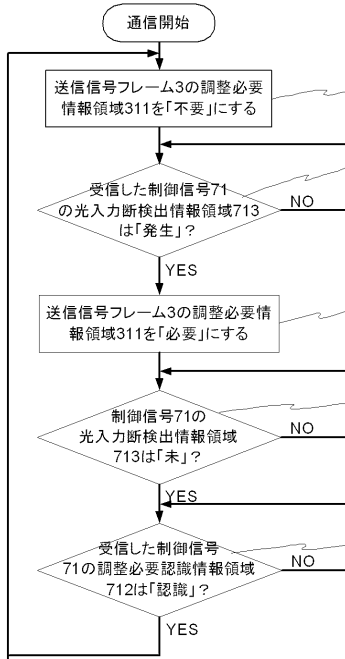 通信開始
送信信号フレーム3の調整必要
情報領域311を「不要」にする
受信した制御信号71
の光入力断検出情報領域713
は「発生」?
NO
YES
送信信号フレーム3の調整必要情
報領域311を「必要」にする
制御信号71の
光入力断検出情報領域
713は「未」?
NO
YES
受信した制御信号
71の調整必要認識情報領域
712は「認識」?
NO
YES